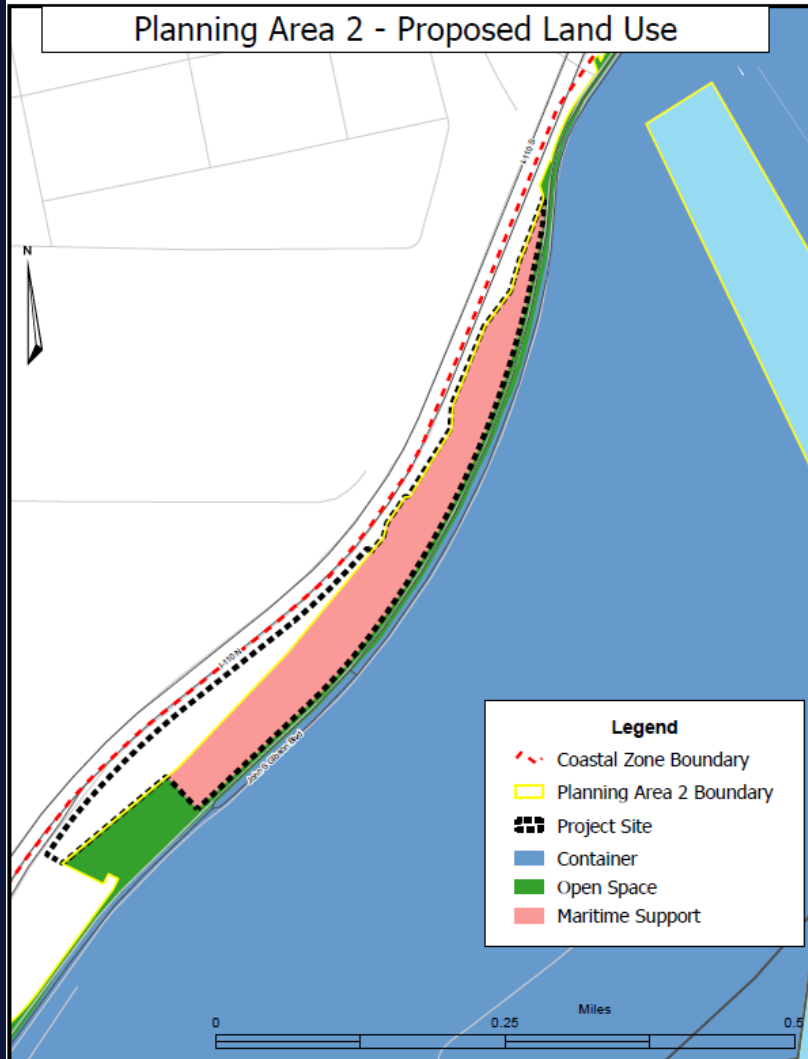 Planning Area 2 - Proposed Land Use
I-110 S
N
I-110 N
John S Gibson Blvd
Legend
Coastal Zone Boundary
Planning Area 2 Boundary
Project Site
Container
Open Space
Maritime Support
Miles
0 0.25 0.5